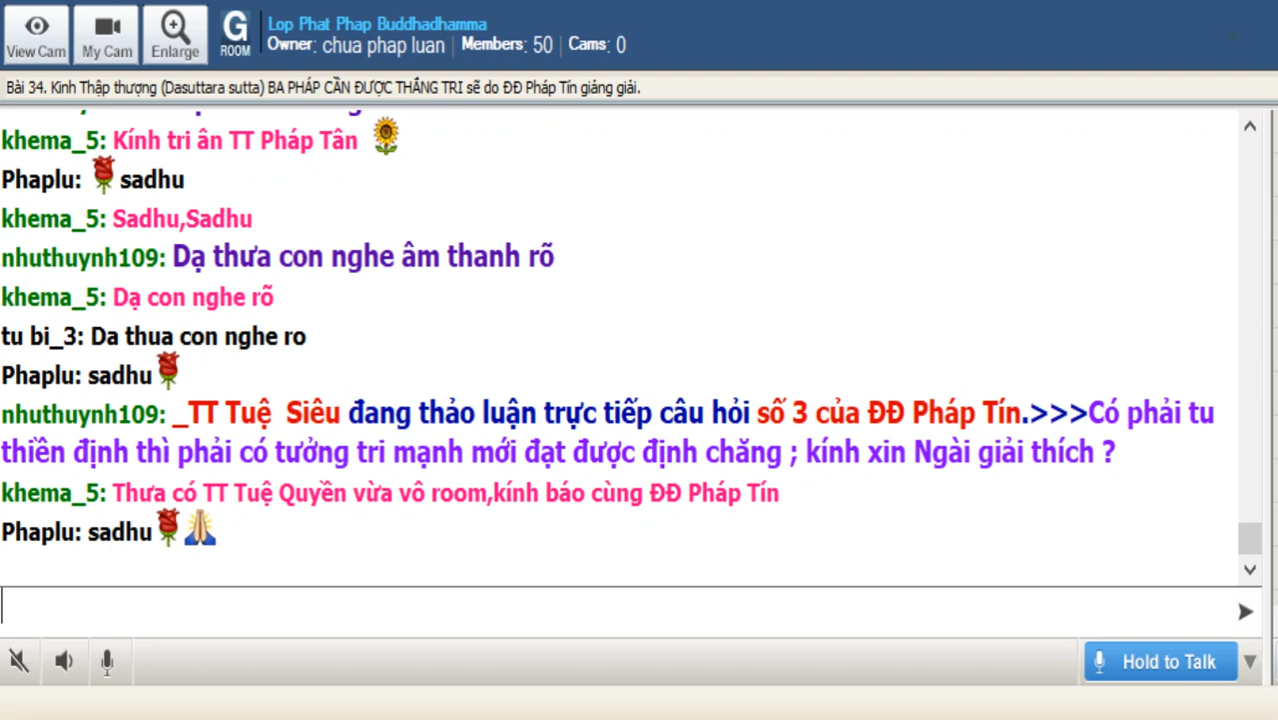 View Cam
My Cam
Enlarge
G
ROOM
Lop Phat Phap Buddhadhamma
Owner: chua phap luan | Members: 50 | Cams: 0
Bài 34. Kinh Thập thượng (Dasuttara sutta) BA PHÁP CẦN ĐƯỢC THẮNG TRI sẽ do ĐĐ Pháp Tín giảng giải.
khema_5: Kính tri ân TT Pháp Tân
Phaplu: sadhu
khema_5: Sadhu,Sadhu
nhuthuynh109: Dạ thưa con nghe âm thanh rõ
khema_5: Dạ con nghe rõ
tu bi_3: Da thua con nghe ro
Phaplu: sadhu
nhuthuynh109: _TT Tuệ Siêu đang thảo luận trực tiếp câu hỏi số 3 của ĐĐ Pháp Tín.>>>Có phải tu
thiền định thì phải có tưởng tri mạnh mới đạt được định chăng ; kính xin Ngài giải thích ?
khema_5: Thưa có TT Tuệ Quyền vừa vô room,kính báo cùng ĐĐ Pháp Tín
Phaplu: sadhu
Hold to Talk